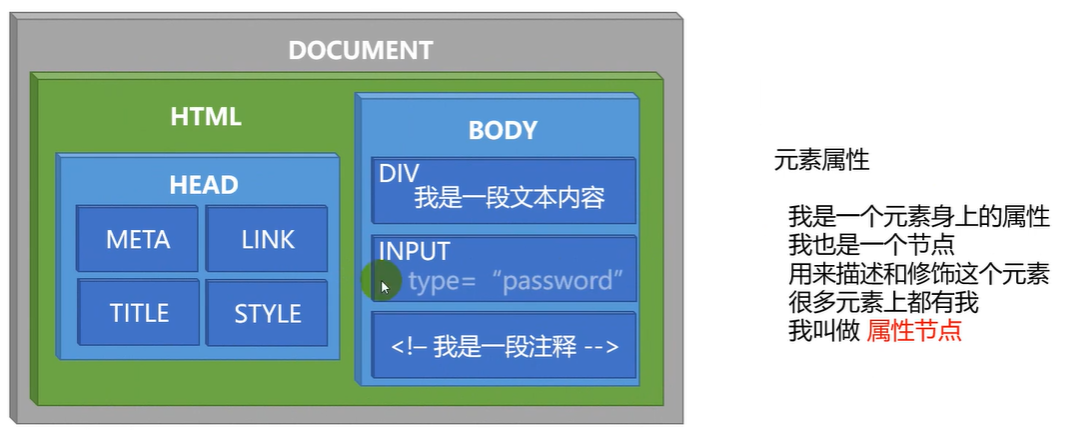 DOCUMENT
HTML
HEAD
META
LINK
TITLE
STYLE
BODY
DIV
我是一段文本内容
INPUT
type=“password”
<!– 我是一段注释 -->
元素属性
我是一个元素身上的属性
我也是一个节点
用来描述和修饰这个元素
很多元素上都有我
我叫做 属性节点